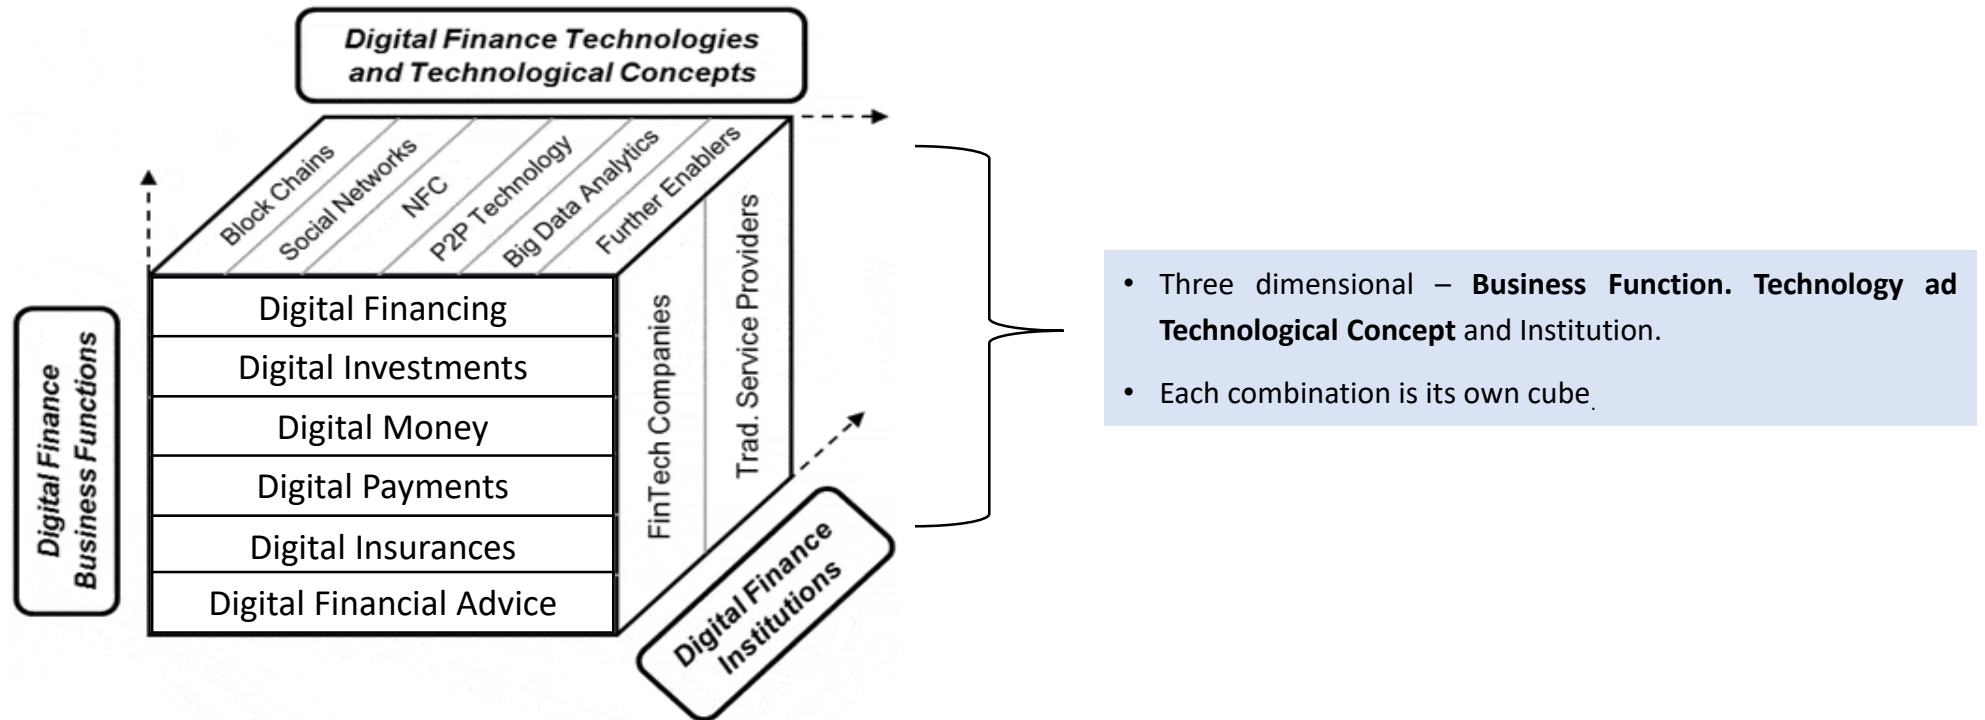 Digital Finance Technologies
and Technological Concepts
Block Chains
Social Networks
NFC
P2P Technology
Big Data Analytics
Further Enablers
Digital Finance
Business Functions
Digital Financing
Digital Investments
Digital Money
Digital Payments
Digital Insurances
Digital Financial Advice
FinTech Companies
Trad. Service Providers
Digital Finance
Institutions
• Three dimensional – Business Function. Technology ad
Technological Concept and Institution.
• Each combination is its own cube.